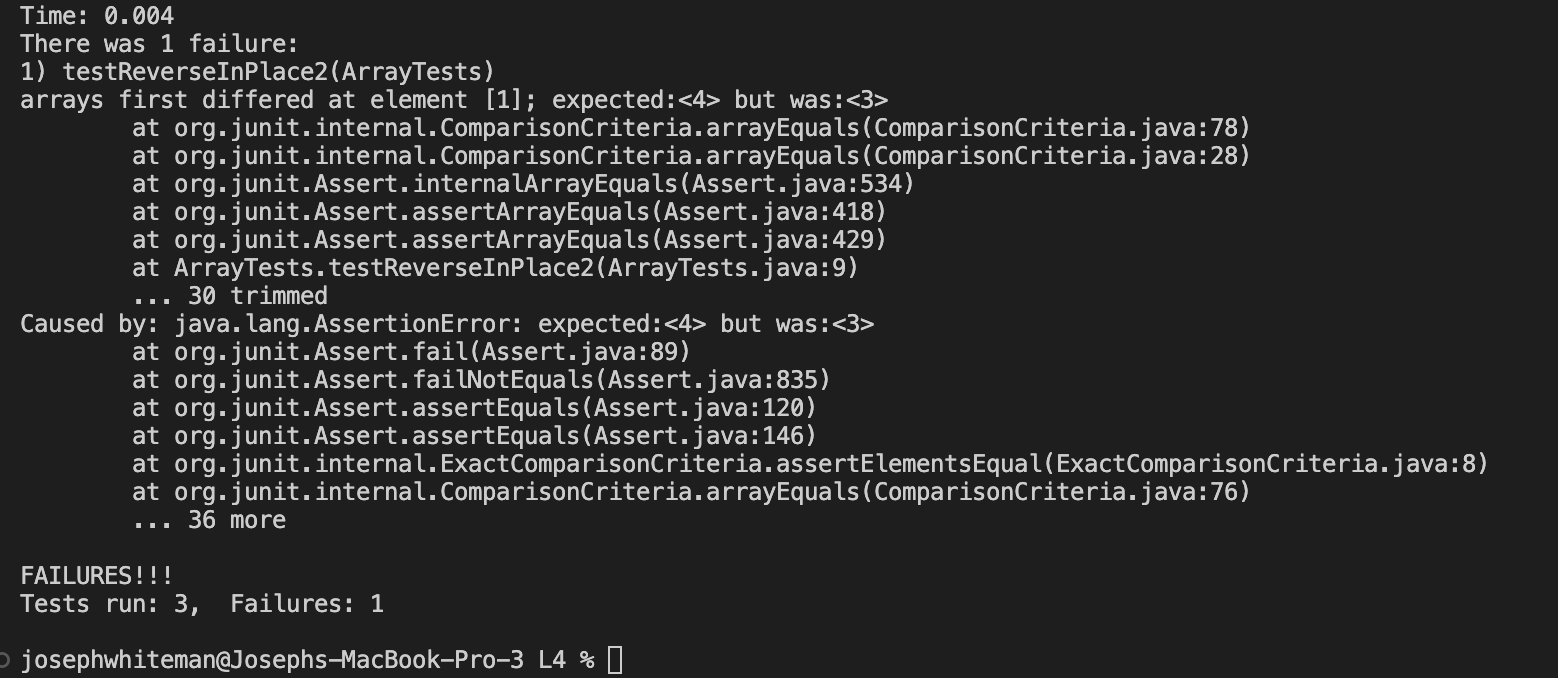 Time: 0.004
There was 1 failure:
1) testReverseInPlace2(ArrayTests)
arrays first differed at element [1]; expected:<4> but was:<3>
        at org.junit.internal.ComparisonCriteria.arrayEquals(ComparisonCriteria.java:78)
        at org.junit.internal.ComparisonCriteria.arrayEquals(ComparisonCriteria.java:28)
        at org.junit.Assert.internalArrayEquals(Assert.java:534)
        at org.junit.Assert.assertArrayEquals(Assert.java:418)
        at org.junit.Assert.assertArrayEquals(Assert.java:429)
        at ArrayTests.testReverseInPlace2(ArrayTests.java:9)
        ... 30 trimmed
Caused by: java.lang.AssertionError: expected:<4> but was:<3>
        at org.junit.Assert.fail(Assert.java:89)
        at org.junit.Assert.failNotEquals(Assert.java:835)
        at org.junit.Assert.assertEquals(Assert.java:120)
        at org.junit.Assert.assertEquals(Assert.java:146)
        at org.junit.internal.ExactComparisonCriteria.assertElementsEqual(ExactComparisonCriteria.java:8)
        at org.junit.internal.ComparisonCriteria.arrayEquals(ComparisonCriteria.java:76)
        ... 36 more

FAILURES!!!
Tests run: 3,  Failures: 1

josephwhiteman@Josephs-MacBook-Pro-3 L4 %